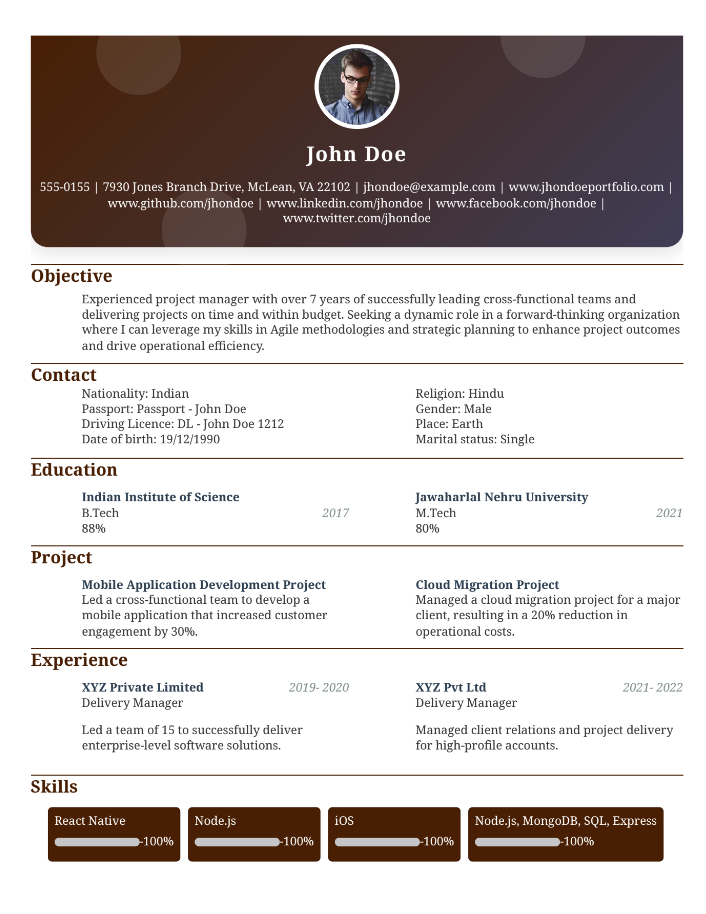 John Doe
555-0155 | 7930 Jones Branch Drive, McLean, VA 22102 | jhondoe@example.com | www.jhondoeportfolio.com |
www.github.com/jhondoe | www.linkedin.com/jhondoe | www.facebook.com/jhondoe |
www.twitter.com/jhondoe
Objective
Experienced project manager with over 7 years of successfully leading cross-functional teams and
delivering projects on time and within budget. Seeking a dynamic role in a forward-thinking organization
where I can leverage my skills in Agile methodologies and strategic planning to enhance project outcomes
and drive operational efficiency.
Contact
Nationality: Indian
Passport: Passport - John Doe
Driving Licence: DL - John Doe 1212
Date of birth: 19/12/1990
Religion: Hindu
Gender: Male
Place: Earth
Marital status: Single
Education
Indian Institute of Science
B.Tech 2017
88%
Jawaharlal Nehru University
M.Tech 2021
80%
Project
Mobile Application Development Project
Led a cross-functional team to develop a
mobile application that increased customer
engagement by 30%.
Cloud Migration Project
Managed a cloud migration project for a major
client, resulting in a 20% reduction in
operational costs.
Experience
XYZ Private Limited 2019-2020
Delivery Manager
Led a team of 15 to successfully deliver
enterprise-level software solutions.
XYZ Pvt Ltd 2021-2022
Delivery Manager
Managed client relations and project delivery
for high-profile accounts.
Skills
React Native
-100%
Node.js
-100%
iOS
-100%
Node.js, MongoDB, SQL, Express
-100%